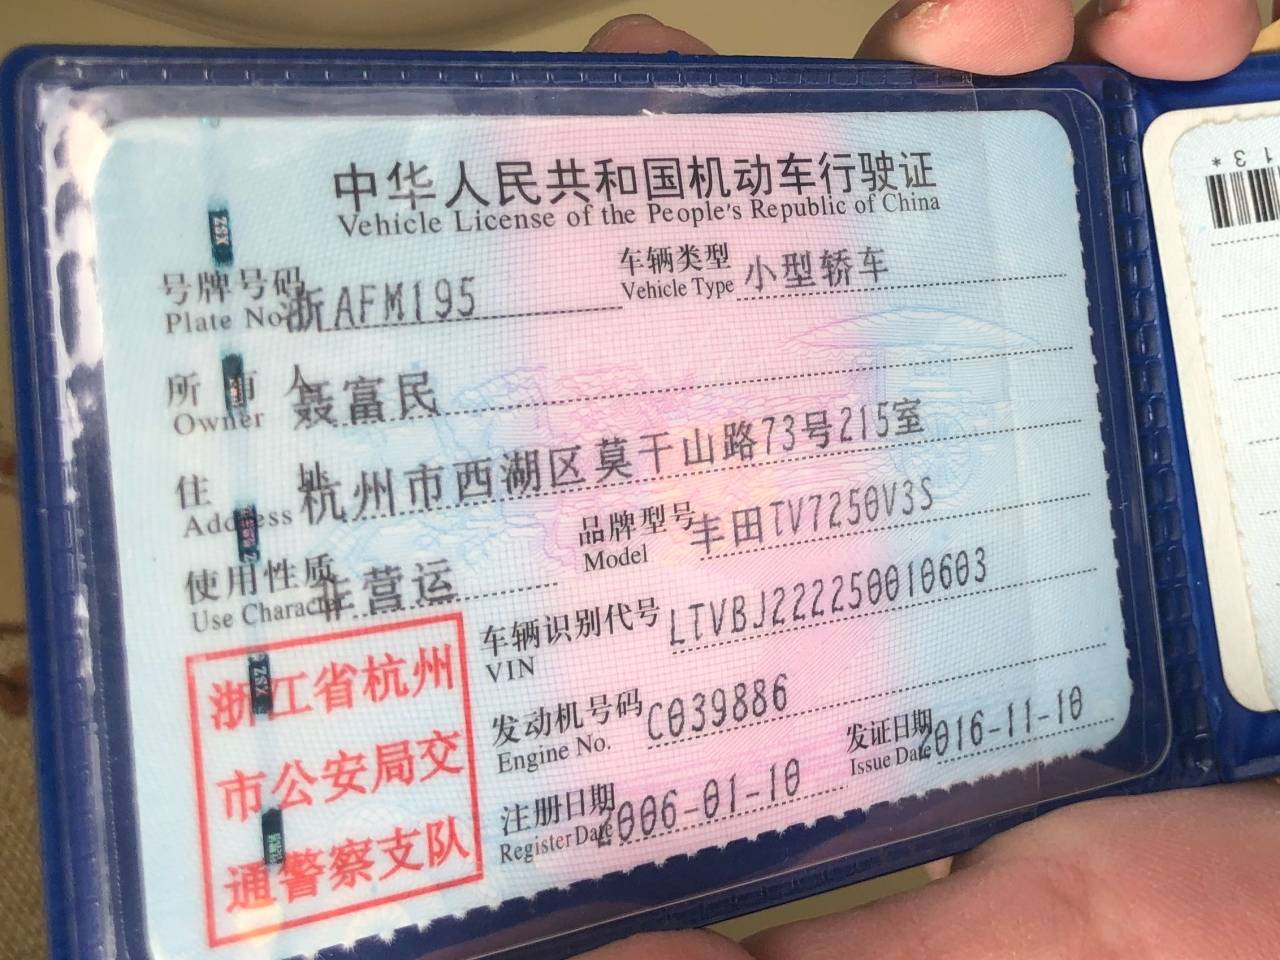 中华人民共和国机动车行驶证
Vehicle License of the People's Republic of China
号牌号码 浙AFM195 车辆类型 小型轿车
Plate No. Vehicle Type
所有人 聂富民
Owner
住址 杭州市西湖区莫干山路73号215室
Address
使用性质 非营运 品牌型号 丰田TV7250V3S
Use Character Model
车辆识别代号 LTVBJ222250010603
VIN
发动机号码 C039886
Engine No.
注册日期 2006-01-10 发证日期 2016-11-10
Register Date Issue Date
浙江省杭州
市公安局交
通警察支队